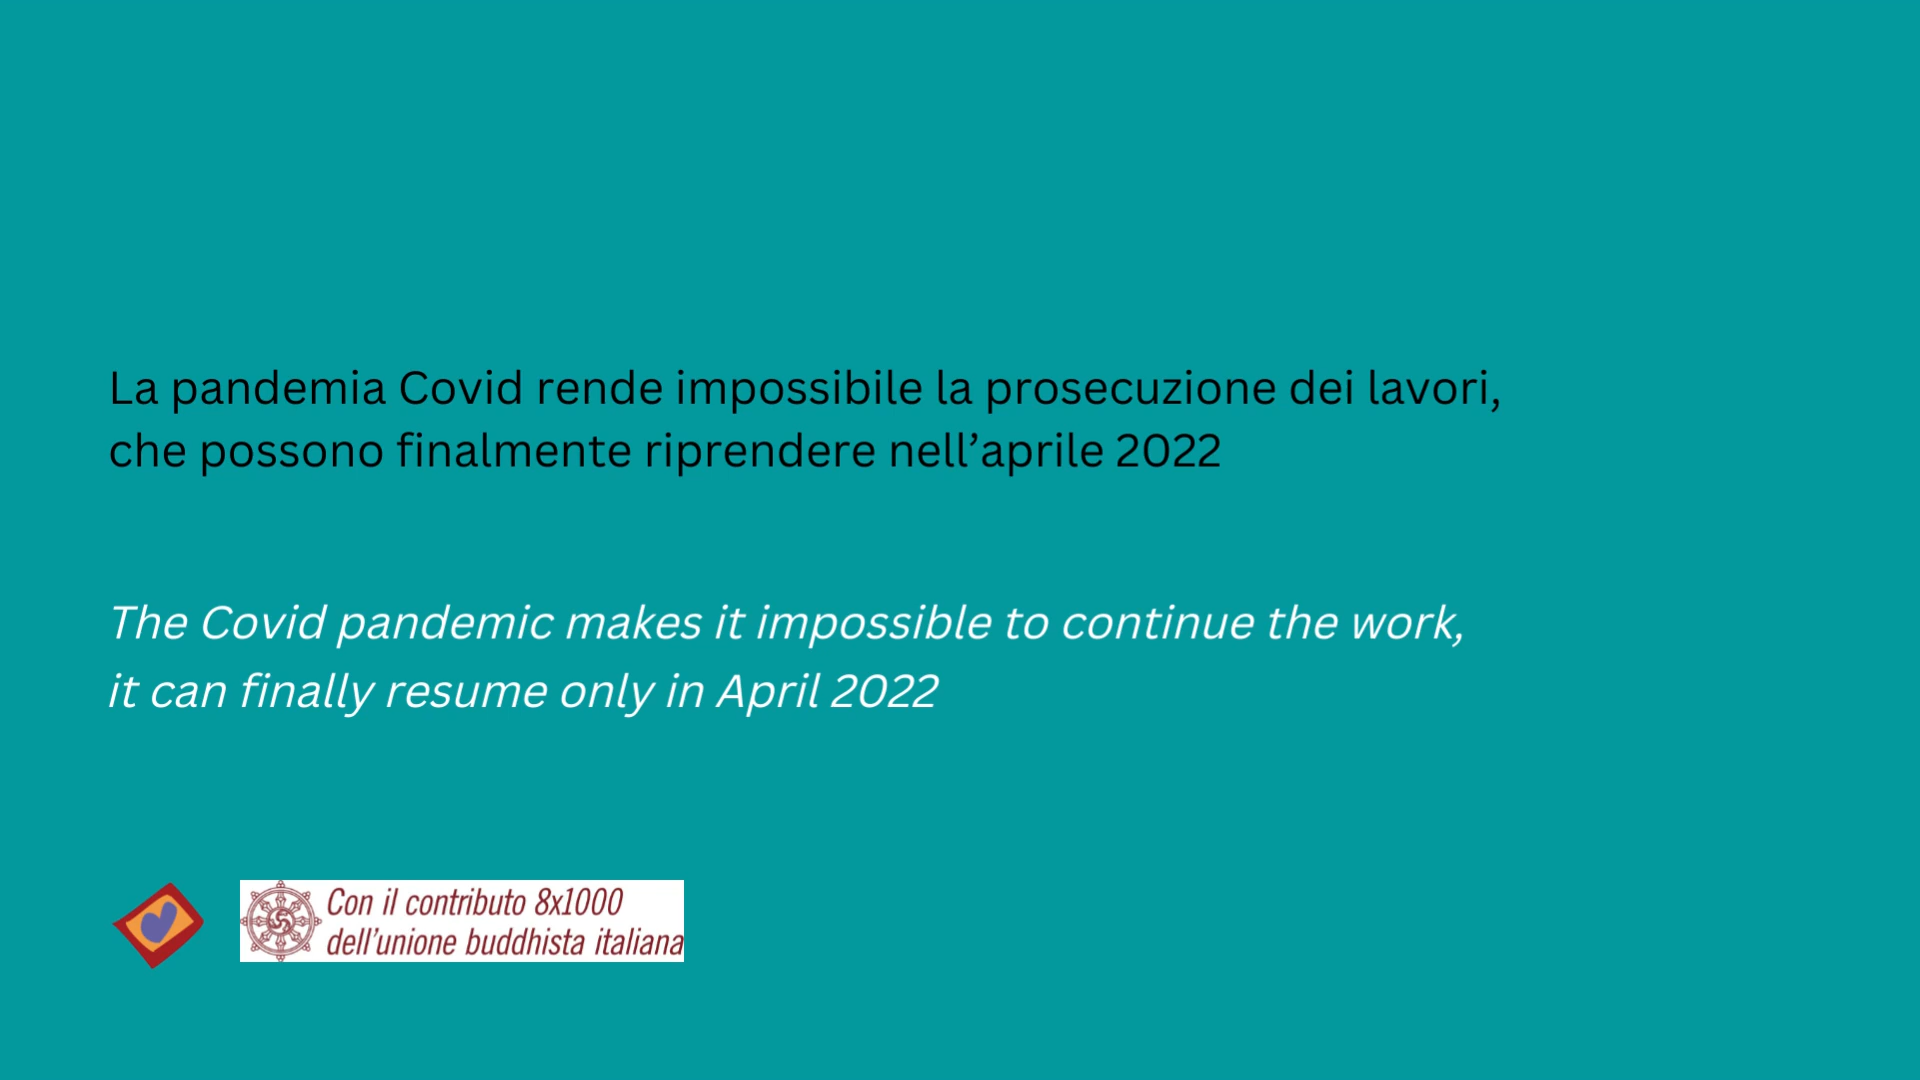 La pandemia Covid rende impossibile la prosecuzione dei lavori,
che possono finalmente riprendere nell’aprile 2022
The Covid pandemic makes it impossible to continue the work,
it can finally resume only in April 2022
Con il contributo 8x1000
dell’unione buddhista italiana